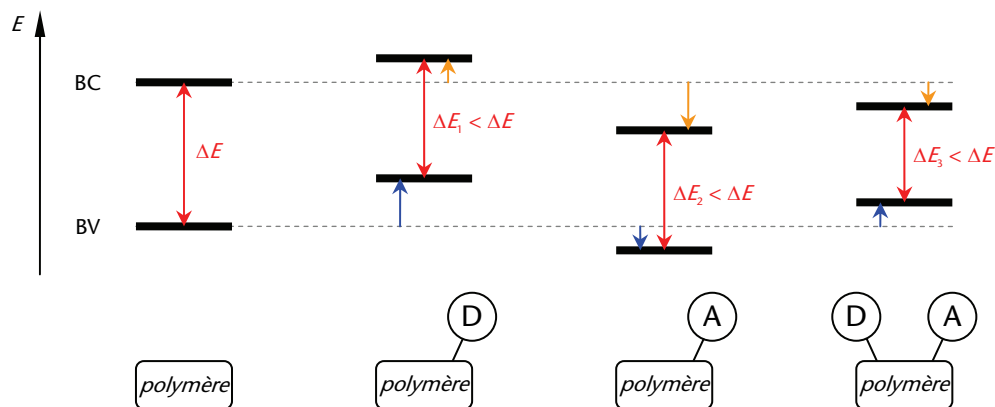 E
BC
ΔE
ΔE₁ < ΔE
ΔE₂ < ΔE
ΔE₃ < ΔE
BV
D
A
D
A
polymère
polymère
polymère
polymère